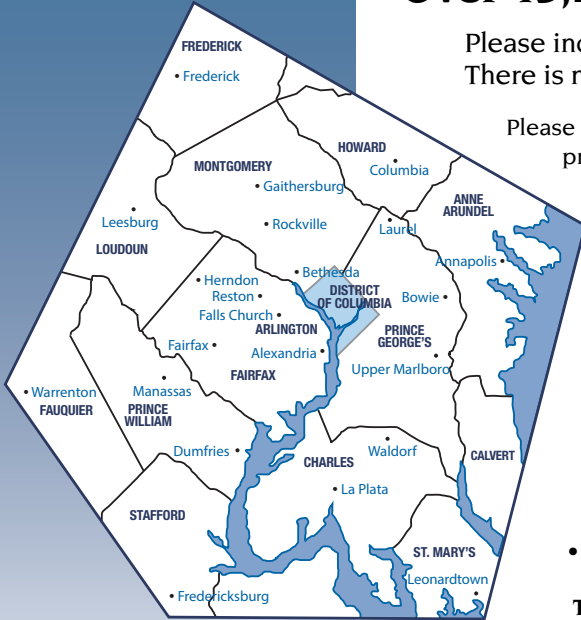 Please
There is
Please
FREDERICK
Frederick
HOWARD
Columbia
MONTGOMERY
Gaithersburg
ANNE
ARUNDEL
Leesburg
Rockville
Laurel
LOUDOUN
Annapolis
Bethesda
Herndon
DISTRICT
OF COLUMBIA
Reston
Bowie
Falls Church
ARLINGTON
PRINCE
GEORGE'S
Fairfax
Alexandria
Upper Marlboro
FAIRFAX
Warrenton
FAUQUIER
Manassas
PRINCE
WILLIAM
Dumfries
Waldorf
CHARLES
CALVERT
La Plata
STAFFORD
ST. MARY'S
Leonardtown
Fredericksburg